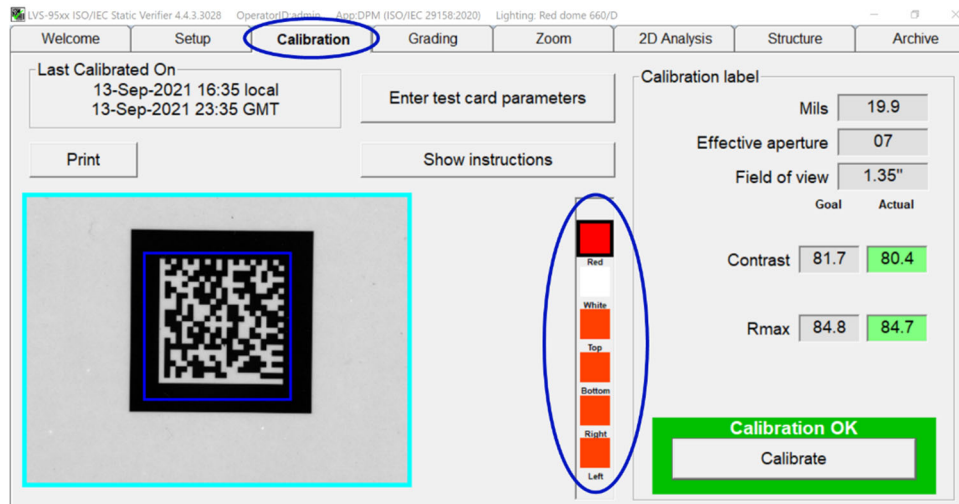 LVS-95xx ISO/IEC Static Verifier 4.4.3.3028 OperatorID:admin App:DPM (ISO/IEC 29158:2020) Lighting: Red dome 660/D
Welcome Setup Calibration Grading Zoom 2D Analysis Structure Archive
Last Calibrated On
13-Sep-2021 16:35 local
13-Sep-2021 23:35 GMT
Print
Enter test card parameters
Show instructions
Red
White
Top
Bottom
Right
Left
Calibration label
Mils 19.9
Effective aperture 07
Field of view 1.35"
Goal Actual
Contrast 81.7 80.4
Rmax 84.8 84.7
Calibration OK
Calibrate